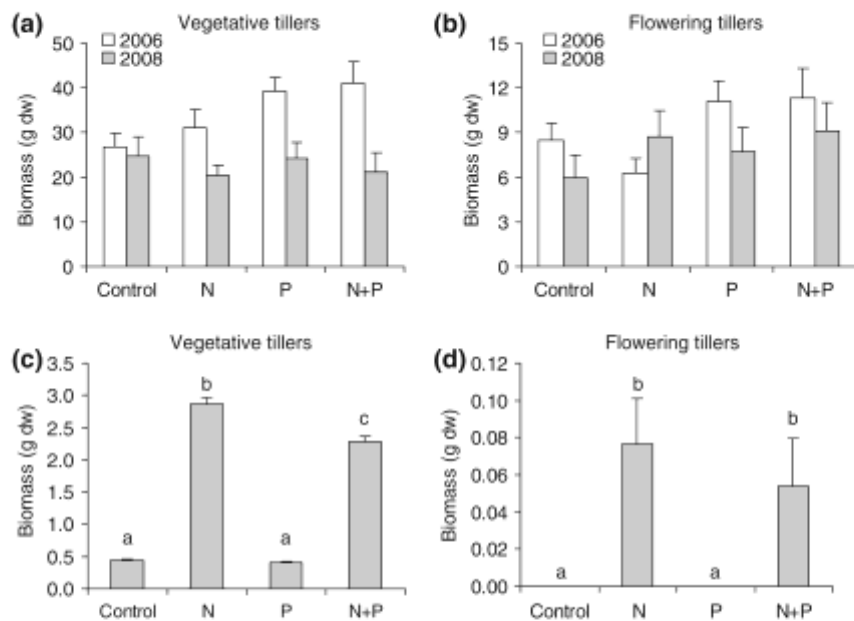 (a) Vegetative tillers
2006
2008
Biomass (g dw)
50
40
30
20
10
0
Control N P N+P
(b) Flowering tillers
2006
2008
Biomass (g dw)
15
12
9
6
3
0
Control N P N+P
(c) Vegetative tillers
Biomass (g dw)
3.5
3.0
2.5
2.0
1.5
1.0
0.5
0.0
a b a c
Control N P N+P
(d) Flowering tillers
Biomass (g dw)
0.12
0.10
0.08
0.06
0.04
0.02
0.00
a b a b
Control N P N+P